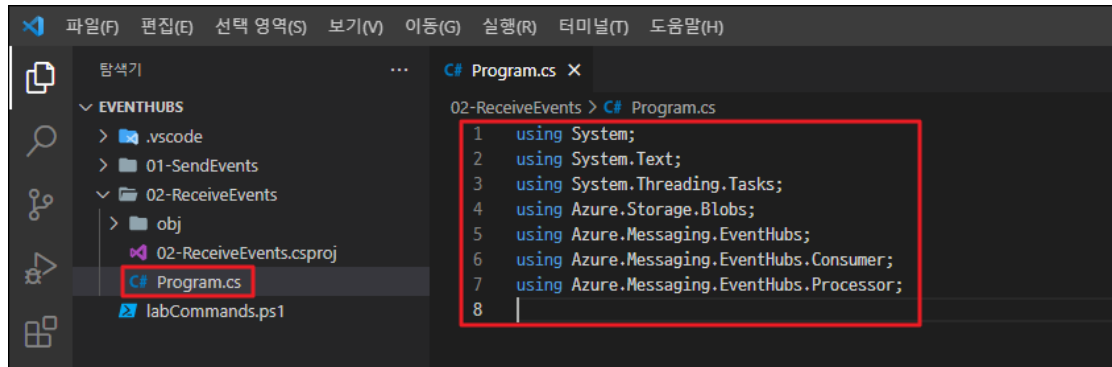 파일(F) 편집(E) 선택 영역(S) 보기(V) 이동(G) 실행(R) 터미널(T) 도움말(H)
탐색기 ...
C# Program.cs ×
EVENTHUBS
.vscode
01-SendEvents
02-ReceiveEvents
obj
02-ReceiveEvents.csproj
C# Program.cs
labCommands.ps1
02-ReceiveEvents > C# Program.cs
1 using System;
2 using System.Text;
3 using System.Threading.Tasks;
4 using Azure.Storage.Blobs;
5 using Azure.Messaging.EventHubs;
6 using Azure.Messaging.EventHubs.Consumer;
7 using Azure.Messaging.EventHubs.Processor;
8